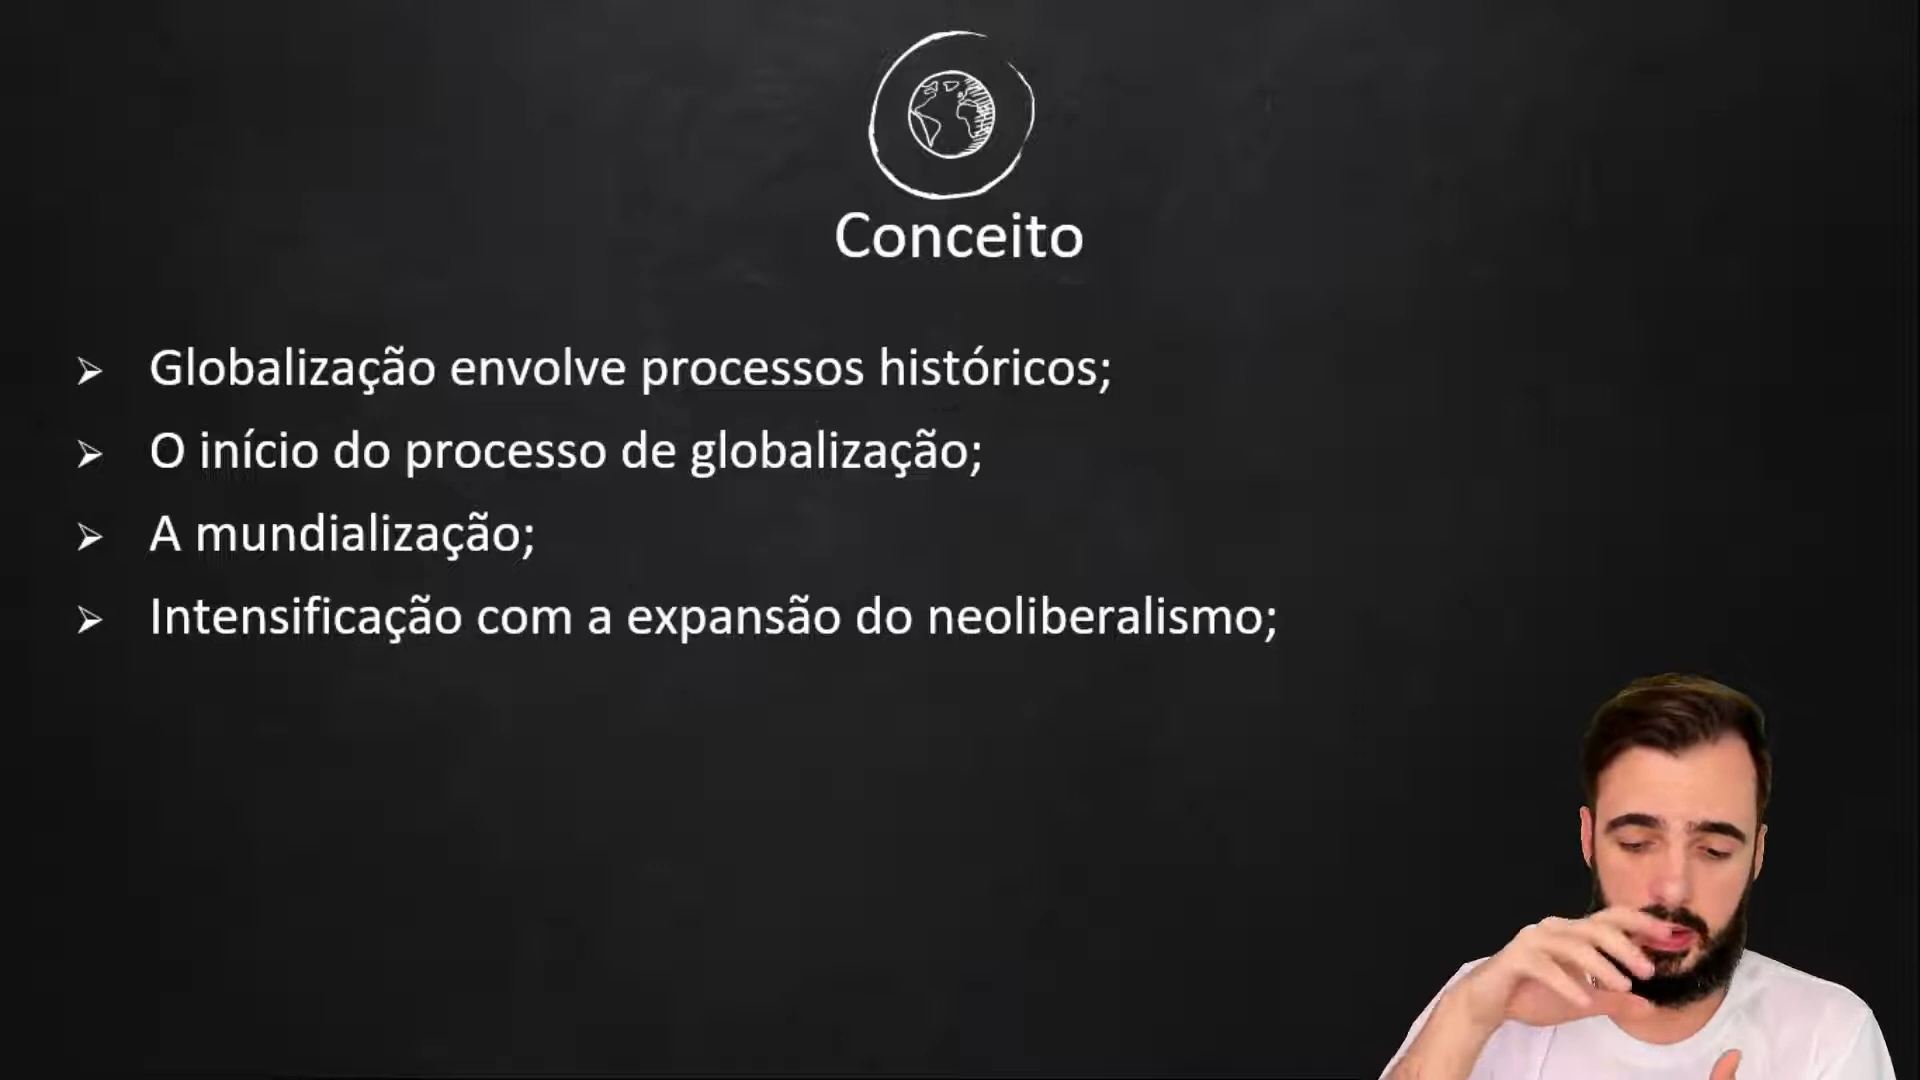 Conceito
➢ Globalização envolve processos históricos;
➢ O início do processo de globalização;
➢ A mundialização;
➢ Intensificação com a expansão do neoliberalismo;